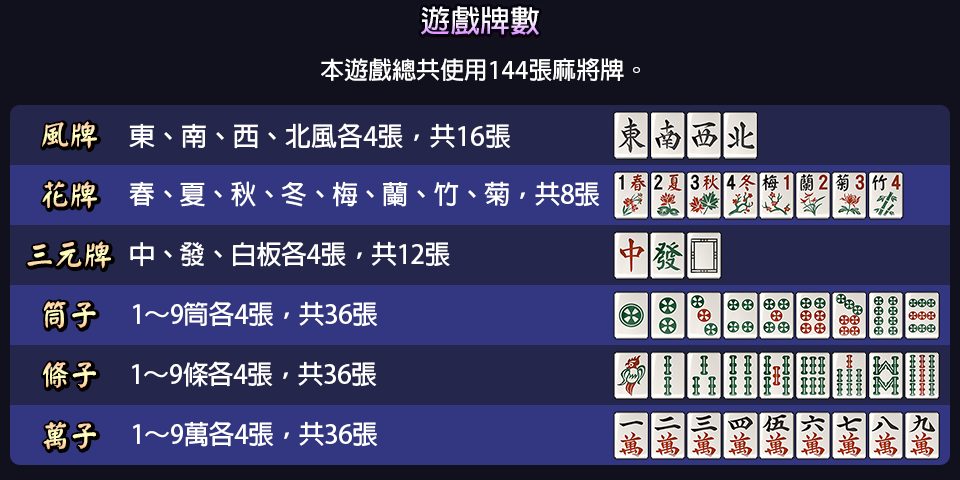 遊戲牌數
本遊戲總共使用144張麻將牌。
風牌 東、南、西、北風各4張，共16張 東 南 西 北
花牌 春、夏、秋、冬、梅、蘭、竹、菊，共8張 1春 2夏 3秋 4冬 梅1 蘭2 菊3 竹4
三元牌 中、發、白板各4張，共12張 中 發
筒子 1～9筒各4張，共36張
條子 1～9條各4張，共36張
萬子 1～9萬各4張，共36張 一萬 二萬 三萬 四萬 伍萬 六萬 七萬 八萬 九萬